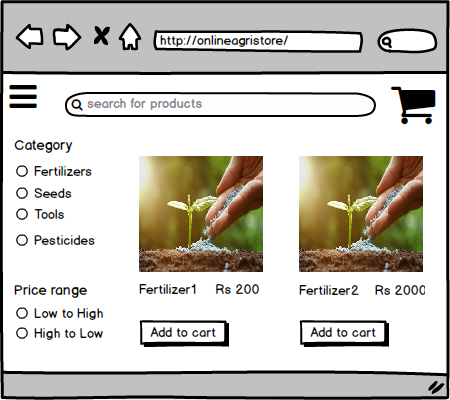 http://onlineagristore/
search for products
Category
Fertilizers
Seeds
Tools
Pesticides
Price range
Low to High
High to Low
Fertilizer1 Rs 200
Add to cart
Fertilizer2 Rs 2000
Add to cart